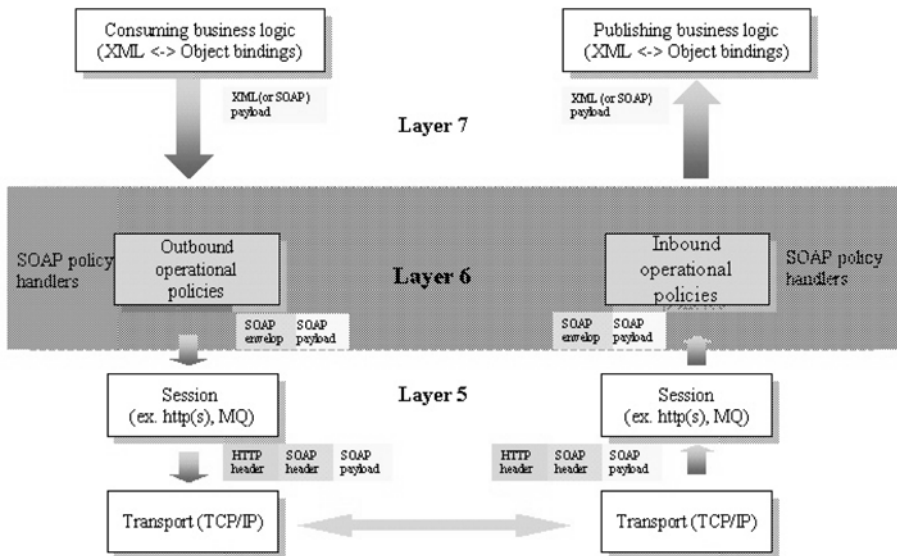 Consuming business logic
(XML <-> Object bindings)
Publishing business logic
(XML <-> Object bindings)
XML(or SOAP)
payload
XML(or SOAP)
payload
Layer 7
SOAP policy
handlers
Outbound
operational
policies
Layer 6
Inbound
operational
policies
SOAP policy
handlers
SOAP
envelop
SOAP
payload
SOAP
envelop
SOAP
payload
Session
(ex. http(s), MQ)
Layer 5
Session
(ex. http(s), MQ)
HTTP
header
SOAP
header
SOAP
payload
HTTP
header
SOAP
header
SOAP
payload
Transport (TCP/IP)
Transport (TCP/IP)